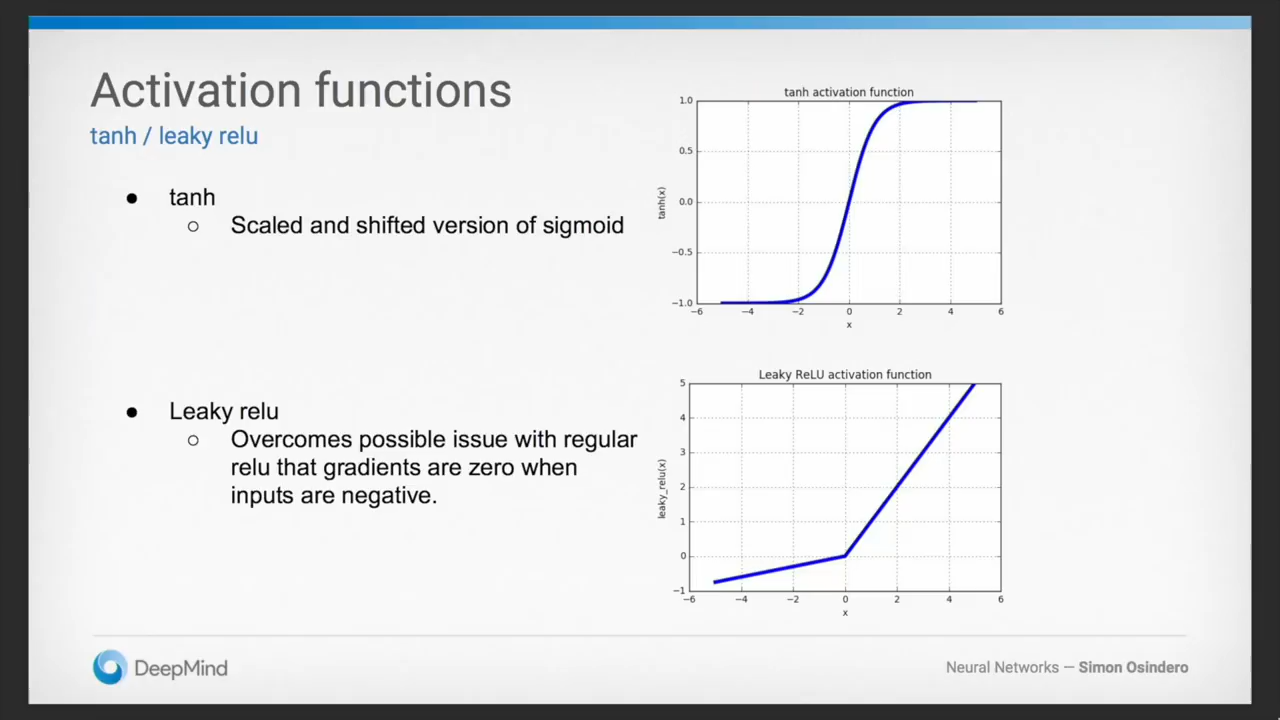 Activation functions
tanh / leaky relu
● tanh
○ Scaled and shifted version of sigmoid
● Leaky relu
○ Overcomes possible issue with regular
relu that gradients are zero when
inputs are negative.
tanh activation function
tanh(x)
1.0
0.5
0.0
−0.5
−1.0
−6 −4 −2 0 2 4 6
x
Leaky ReLU activation function
leaky_relu(x)
5
4
3
2
1
0
−1
−6 −4 −2 0 2 4 6
x
DeepMind
Neural Networks — Simon Osindero